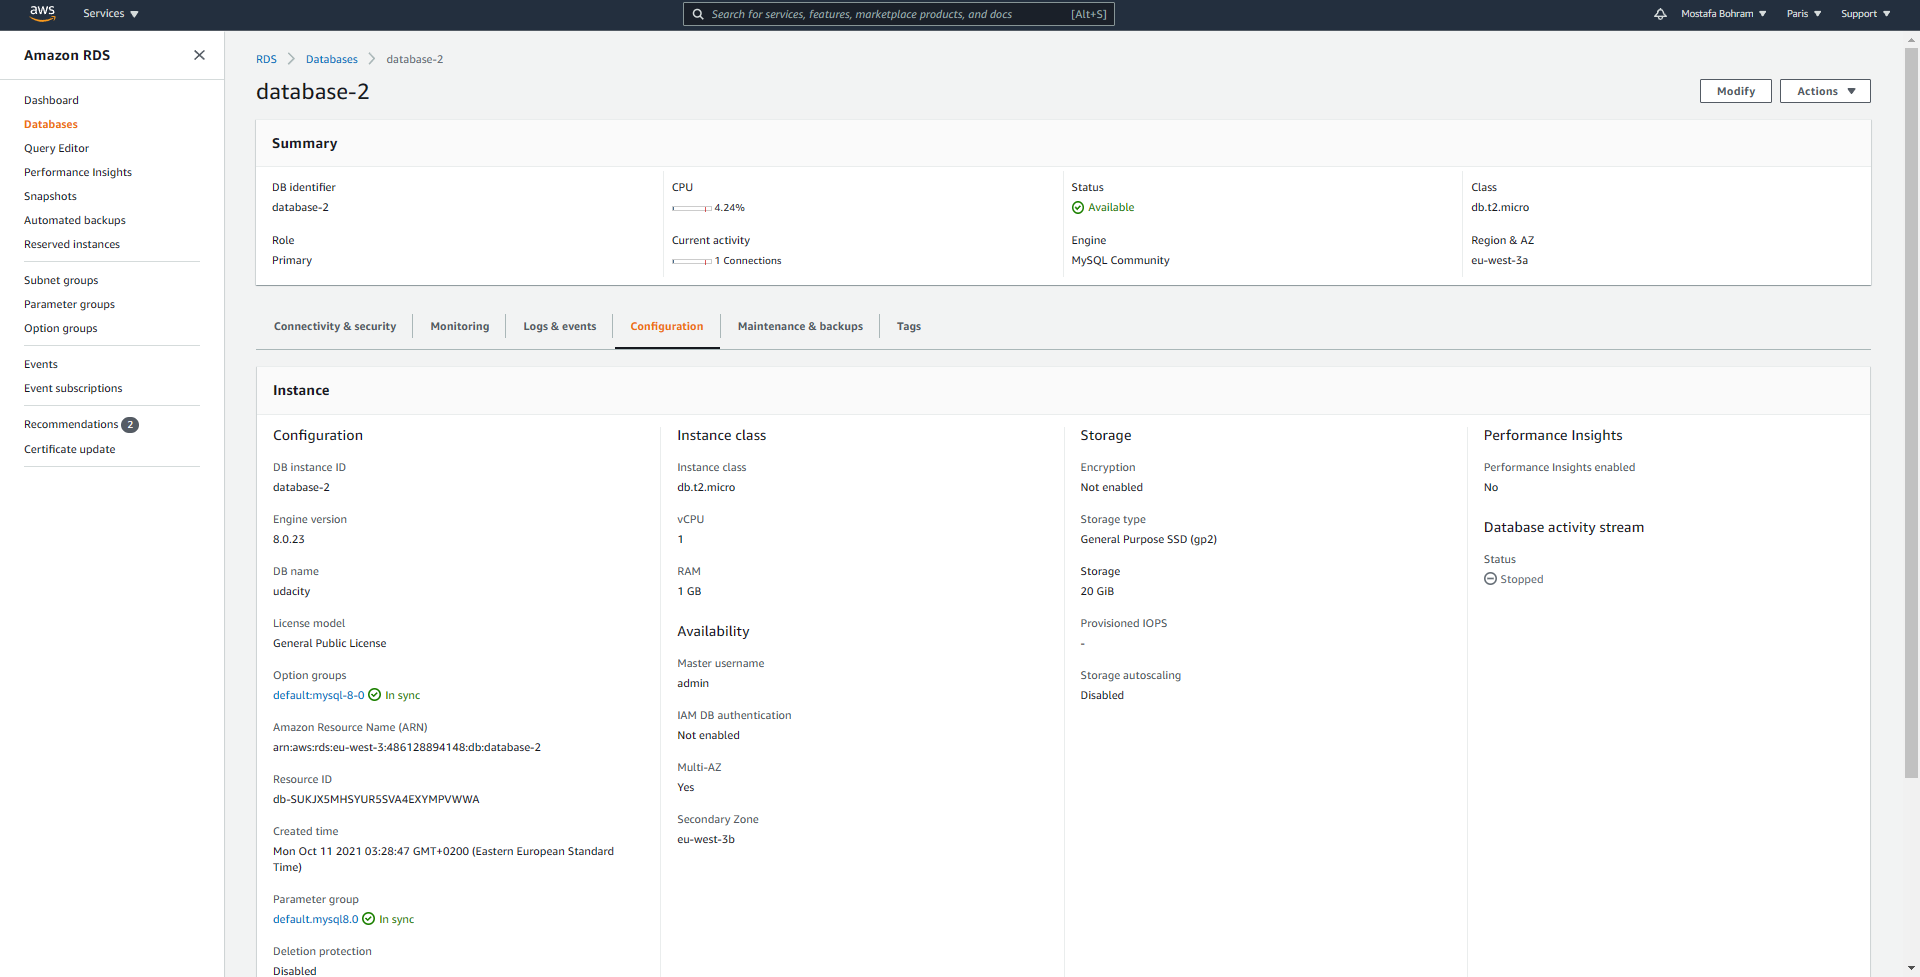 aws
Services
Search for services, features, marketplace products, and docs
[Alt+S]
Mostafa Bohram
Paris
Support
Amazon RDS
Dashboard
Databases
Query Editor
Performance Insights
Snapshots
Automated backups
Reserved instances
Subnet groups
Parameter groups
Option groups
Events
Event subscriptions
Recommendations 2
Certificate update
RDS Databases database-2
database-2
Modify
Actions
Summary
DB identifier
database-2
Role
Primary
CPU
4.24%
Current activity
1 Connections
Status
Available
Engine
MySQL Community
Class
db.t2.micro
Region & AZ
eu-west-3a
Connectivity & security
Monitoring
Logs & events
Configuration
Maintenance & backups
Tags
Instance
Configuration
DB instance ID
database-2
Engine version
8.0.23
DB name
udacity
License model
General Public License
Option groups
default:mysql-8-0 In sync
Amazon Resource Name (ARN)
arn:aws:rds:eu-west-3:486128894148:db:database-2
Resource ID
db-SUKJX5MHSYUR5SVA4EXYMPVWWA
Created time
Mon Oct 11 2021 03:28:47 GMT+0200 (Eastern European Standard
Time)
Parameter group
default.mysql8.0 In sync
Deletion protection
Disabled
Instance class
Instance class
db.t2.micro
vCPU
1
RAM
1 GB
Availability
Master username
admin
IAM DB authentication
Not enabled
Multi-AZ
Yes
Secondary Zone
eu-west-3b
Storage
Encryption
Not enabled
Storage type
General Purpose SSD (gp2)
Storage
20 GiB
Provisioned IOPS
-
Storage autoscaling
Disabled
Performance Insights
Performance Insights enabled
No
Database activity stream
Status
Stopped